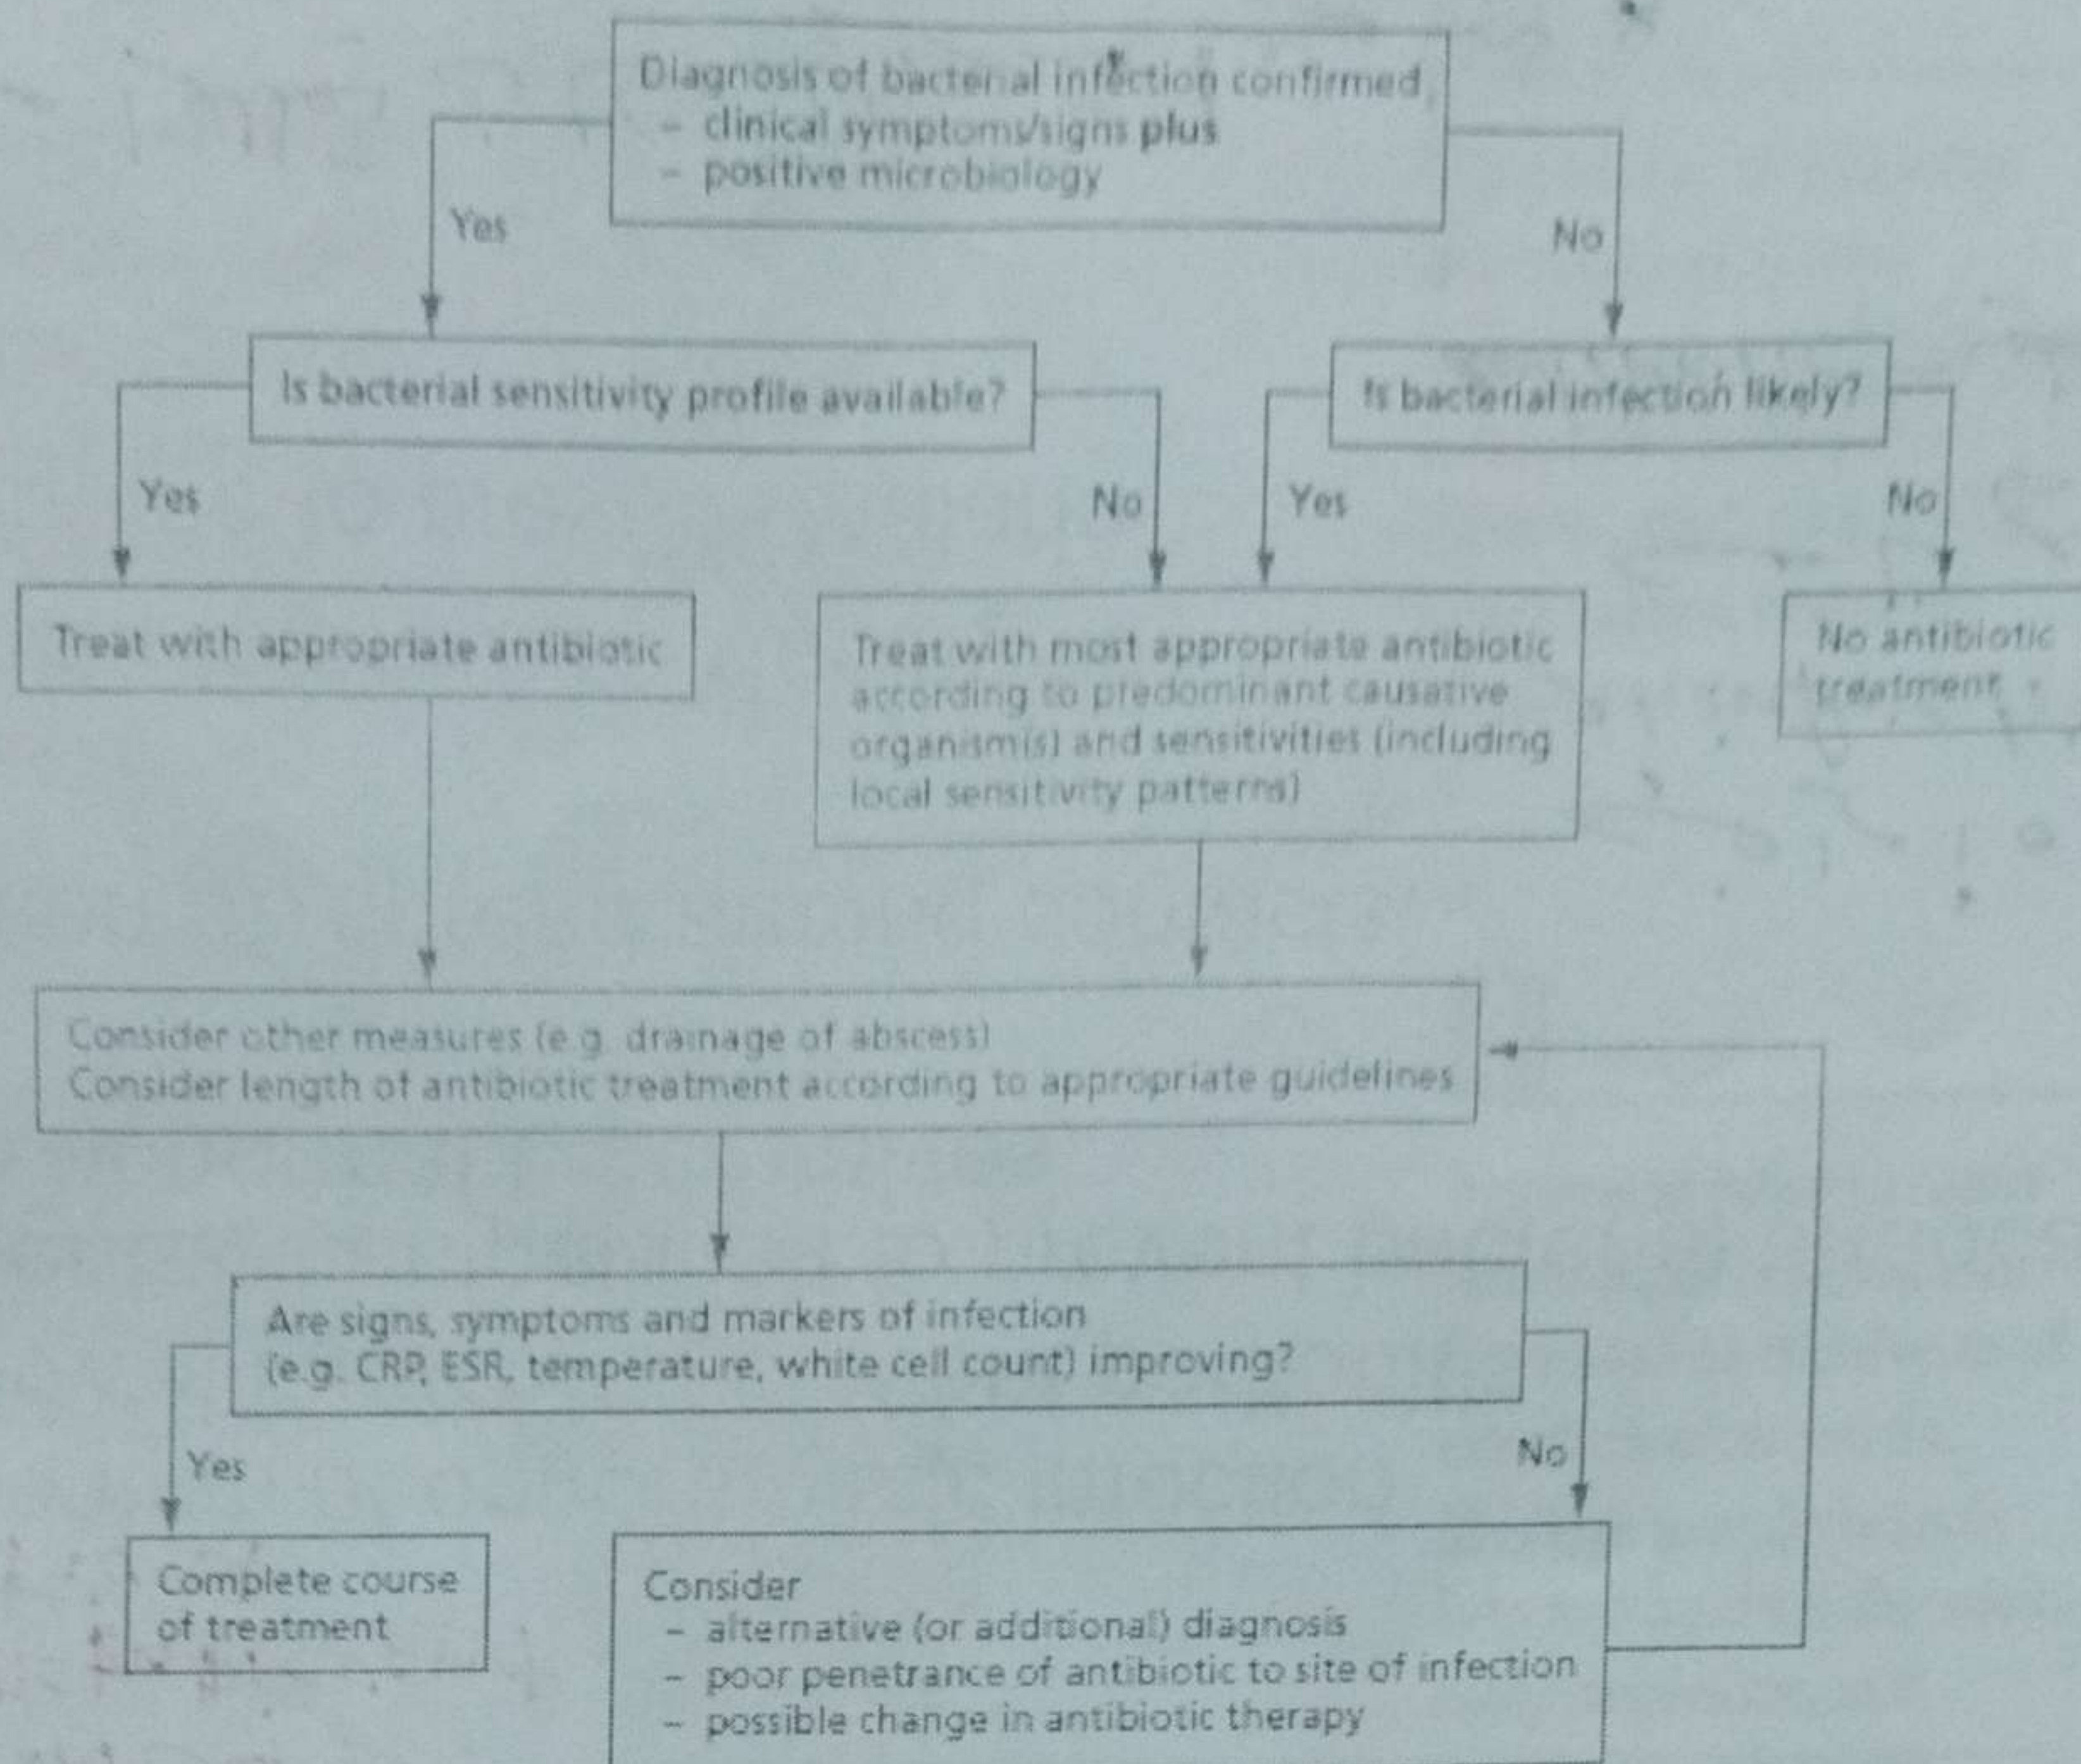 Diagnosis of bacterial infection confirmed
– clinical symptoms/signs plus
– positive microbiology
Yes
No
Is bacterial sensitivity profile available?
Is bacterial infection likely?
Yes
No
Yes
No
Treat with appropriate antibiotic
Treat with most appropriate antibiotic
according to predominant causative
organism(s) and sensitivities (including
local sensitivity patterns)
No antibiotic
treatment
Consider other measures (e.g. drainage of abscess)
Consider length of antibiotic treatment according to appropriate guidelines
Are signs, symptoms and markers of infection
(e.g. CRP, ESR, temperature, white cell count) improving?
Yes
No
Complete course
of treatment
Consider
– alternative (or additional) diagnosis
– poor penetrance of antibiotic to site of infection
– possible change in antibiotic therapy